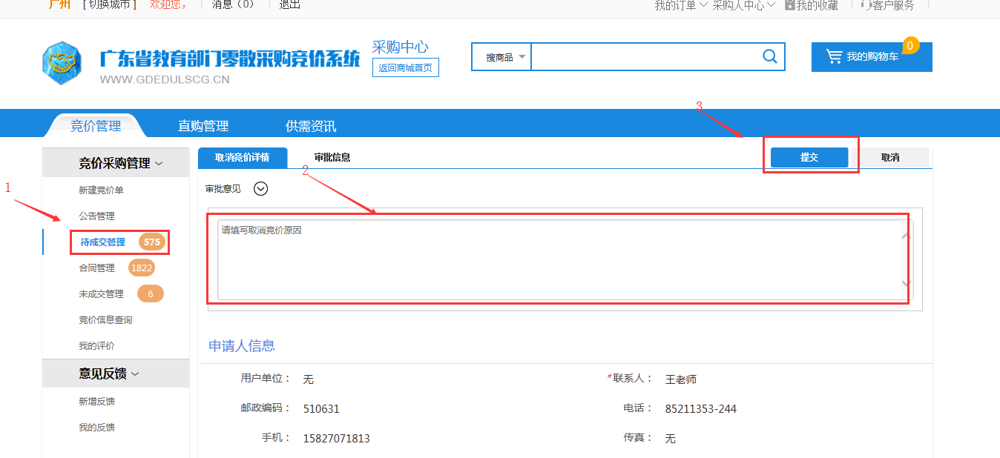 广州 [切换城市] 欢迎您， 消息（0） 退出 我的订单 采购人中心 我的收藏 客户服务
广东省教育部门零散采购竞价系统
WWW.GDEDULSCG.CN
采购中心
返回商城首页
搜商品
我的购物车 0
竞价管理 直购管理 供需资讯
3
竞价采购管理
新建竞价单
公告管理
1
待成交管理 575
合同管理 1822
未成交管理 6
竞价信息查询
我的评价
意见反馈
新增反馈
我的反馈
取消竞价详情 审批信息 提交 取消
2
审批意见
请填写取消竞价原因
申请人信息
用户单位： 无 *联系人： 王老师
邮政编码： 510631 电话： 85211353-244
手机： 15827071813 传真： 无